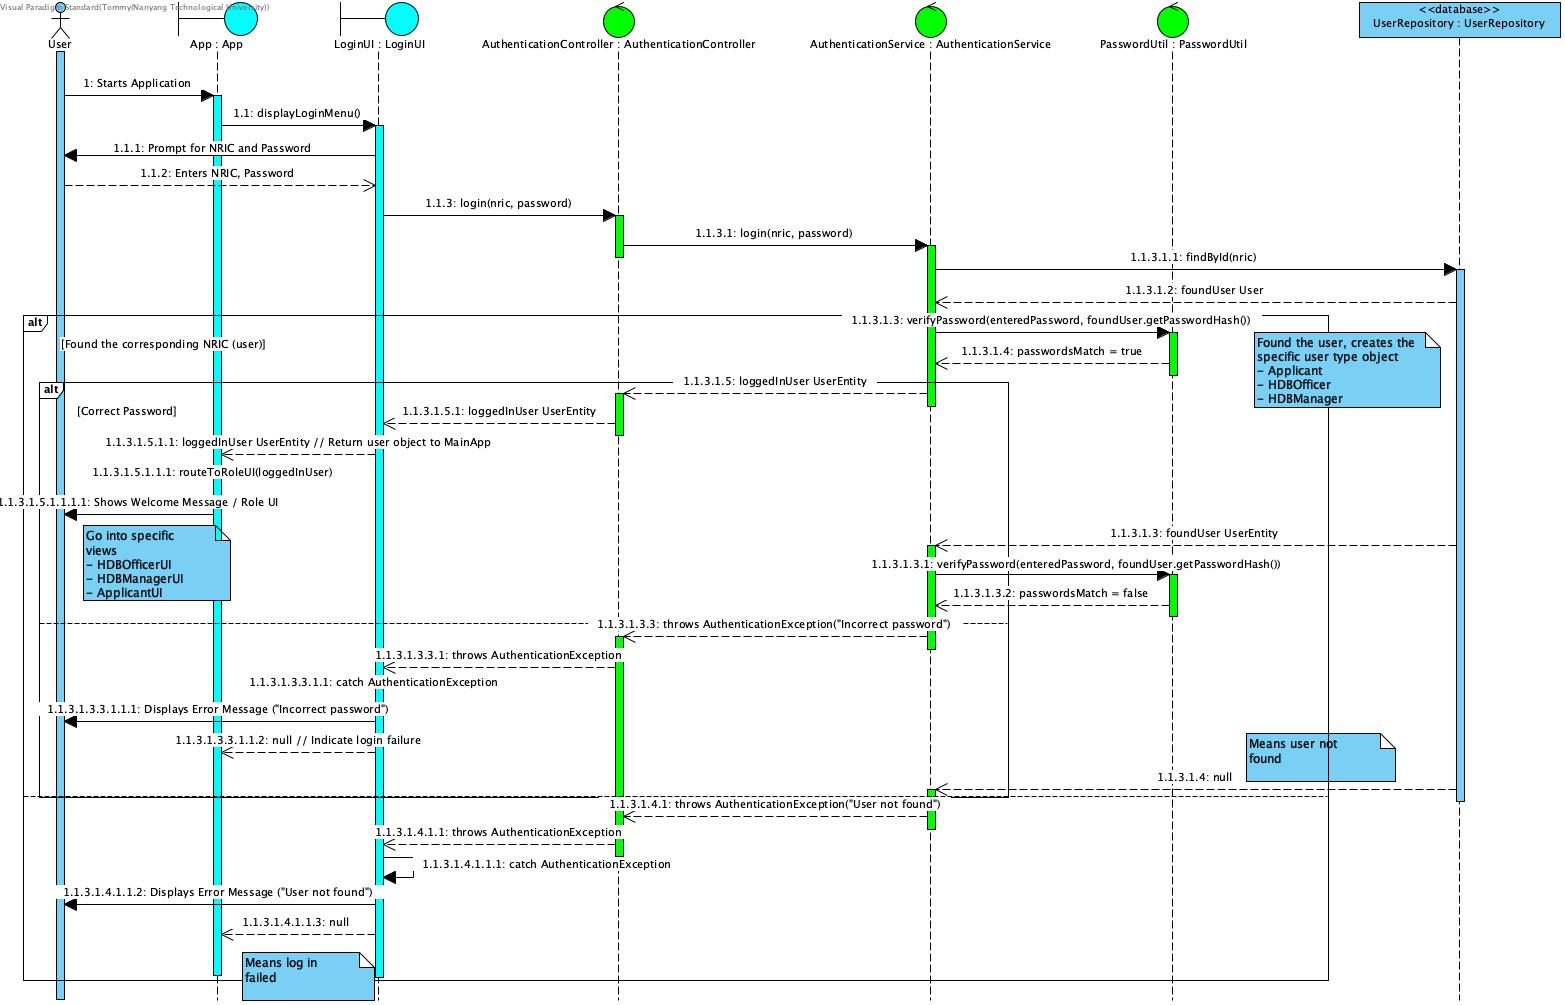 Visual Paradigm Standard(Tommy(Nanyang Technological University))
<<database>>
UserRepository : UserRepository
User
App : App
LoginUI : LoginUI
AuthenticationController : AuthenticationController
AuthenticationService : AuthenticationService
PasswordUtil : PasswordUtil
1: Starts Application
1.1: displayLoginMenu()
1.1.1: Prompt for NRIC and Password
1.1.2: Enters NRIC, Password
1.1.3: login(nric, password)
1.1.3.1: login(nric, password)
1.1.3.1.1: findById(nric)
1.1.3.1.2: foundUser User
alt
1.1.3.1.3: verifyPassword(enteredPassword, foundUser.getPasswordHash())
[Found the corresponding NRIC (user)]
Found the user, creates the
specific user type object
- Applicant
- HDBOfficer
- HDBManager
1.1.3.1.4: passwordsMatch = true
alt
1.1.3.1.5: loggedInUser UserEntity
[Correct Password]
1.1.3.1.5.1: loggedInUser UserEntity
1.1.3.1.5.1.1: loggedInUser UserEntity // Return user object to MainApp
1.1.3.1.5.1.1.1: routeToRoleUI(loggedInUser)
1.1.3.1.5.1.1.1.1: Shows Welcome Message / Role UI
Go into specific
views
- HDBOfficerUI
- HDBManagerUI
- ApplicantUI
1.1.3.1.3: foundUser UserEntity
1.1.3.1.3.1: verifyPassword(enteredPassword, foundUser.getPasswordHash())
1.1.3.1.3.2: passwordsMatch = false
1.1.3.1.3.3: throws AuthenticationException("Incorrect password")
1.1.3.1.3.3.1: throws AuthenticationException
1.1.3.1.3.3.1.1: catch AuthenticationException
1.1.3.1.3.3.1.1.1: Displays Error Message ("Incorrect password")
1.1.3.1.3.3.1.1.2: null // Indicate login failure
Means user not
found
1.1.3.1.4: null
1.1.3.1.4.1: throws AuthenticationException("User not found")
1.1.3.1.4.1.1: throws AuthenticationException
1.1.3.1.4.1.1.1: catch AuthenticationException
1.1.3.1.4.1.1.2: Displays Error Message ("User not found")
1.1.3.1.4.1.1.3: null
Means log in
failed